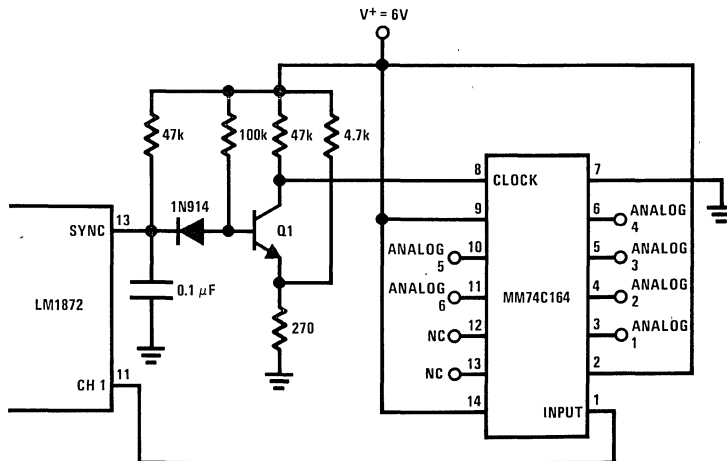 V+ = 6V
47k
100k
47k
4.7k
1N914
Q1
13
SYNC
0.1 μF
LM1872
270
11
CH 1
8
CLOCK
7
9
6
ANALOG
4
ANALOG
5
10
5
ANALOG
3
ANALOG
6
11
MM74C164
4
ANALOG
2
NC
12
3
ANALOG
1
NC
13
2
14
INPUT
1